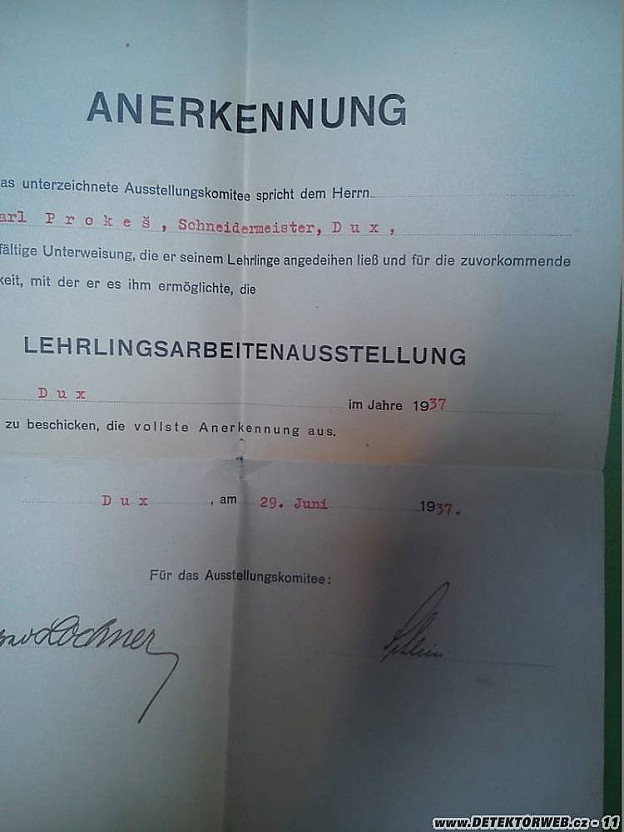 ANERKENNUNG
as unterzeichnete Ausstellungskomitee spricht dem Herrn
arl Prokeš, Schneidermeister, Dux,
fältige Unterweisung, die er seinem Lehrlinge angedeihen ließ und für die zuvorkommende
keit, mit der er es ihm ermöglichte, die
LEHRLINGSARBEITENAUSSTELLUNG
Dux im Jahre 1937
zu beschicken, die vollste Anerkennung aus.
Dux, am 29. Juni 1937.
Für das Ausstellungskomitee:
Lochner
www.DETEKTORWEB.cz - 11